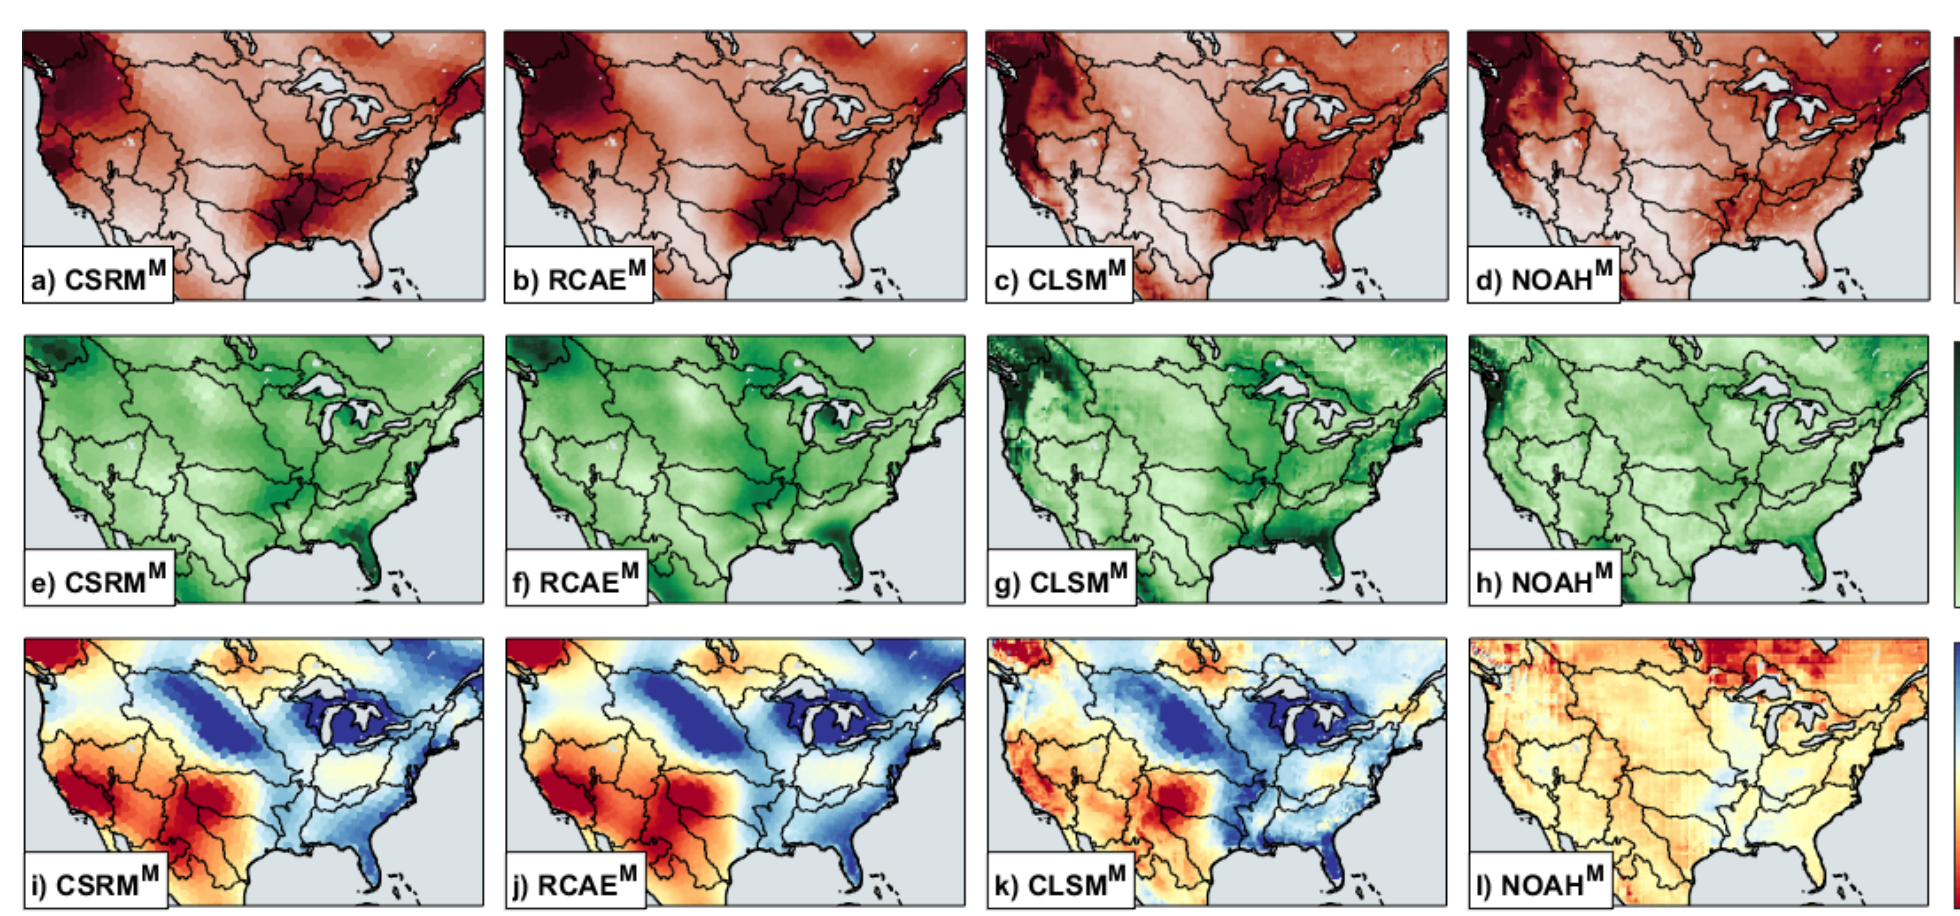 a) CSRM^M
b) RCAE^M
c) CLSM^M
d) NOAH^M
e) CSRM^M
f) RCAE^M
g) CLSM^M
h) NOAH^M
i) CSRM^M
j) RCAE^M
k) CLSM^M
l) NOAH^M